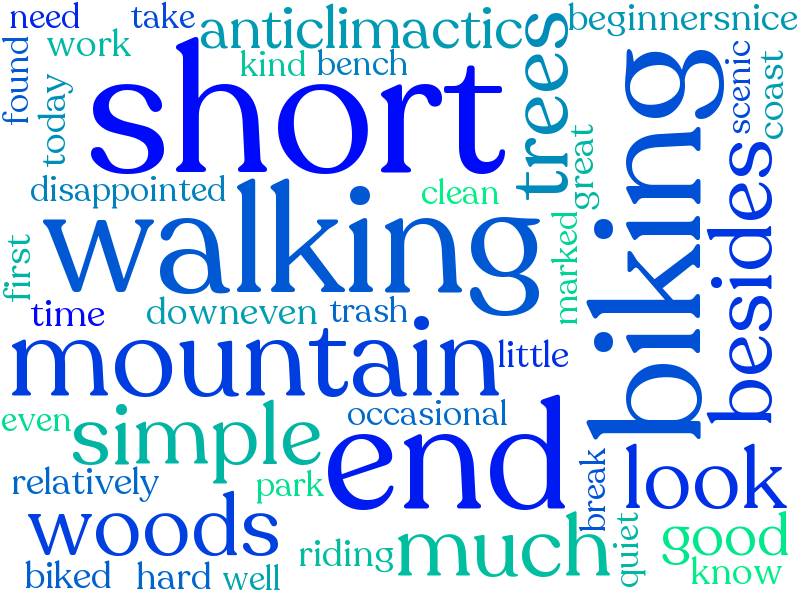 need
take
anticlimactic
beginnersnice
found
work
kind
bench
trees
scenic
coast
today
short
biking
great
besides
disappointed
clean
walking
marked
first
time
downeven
trash
mountain
little
even
simple
occasional
end
relatively
park
break
look
woods
riding
much
quiet
good
biked
hard
well
know